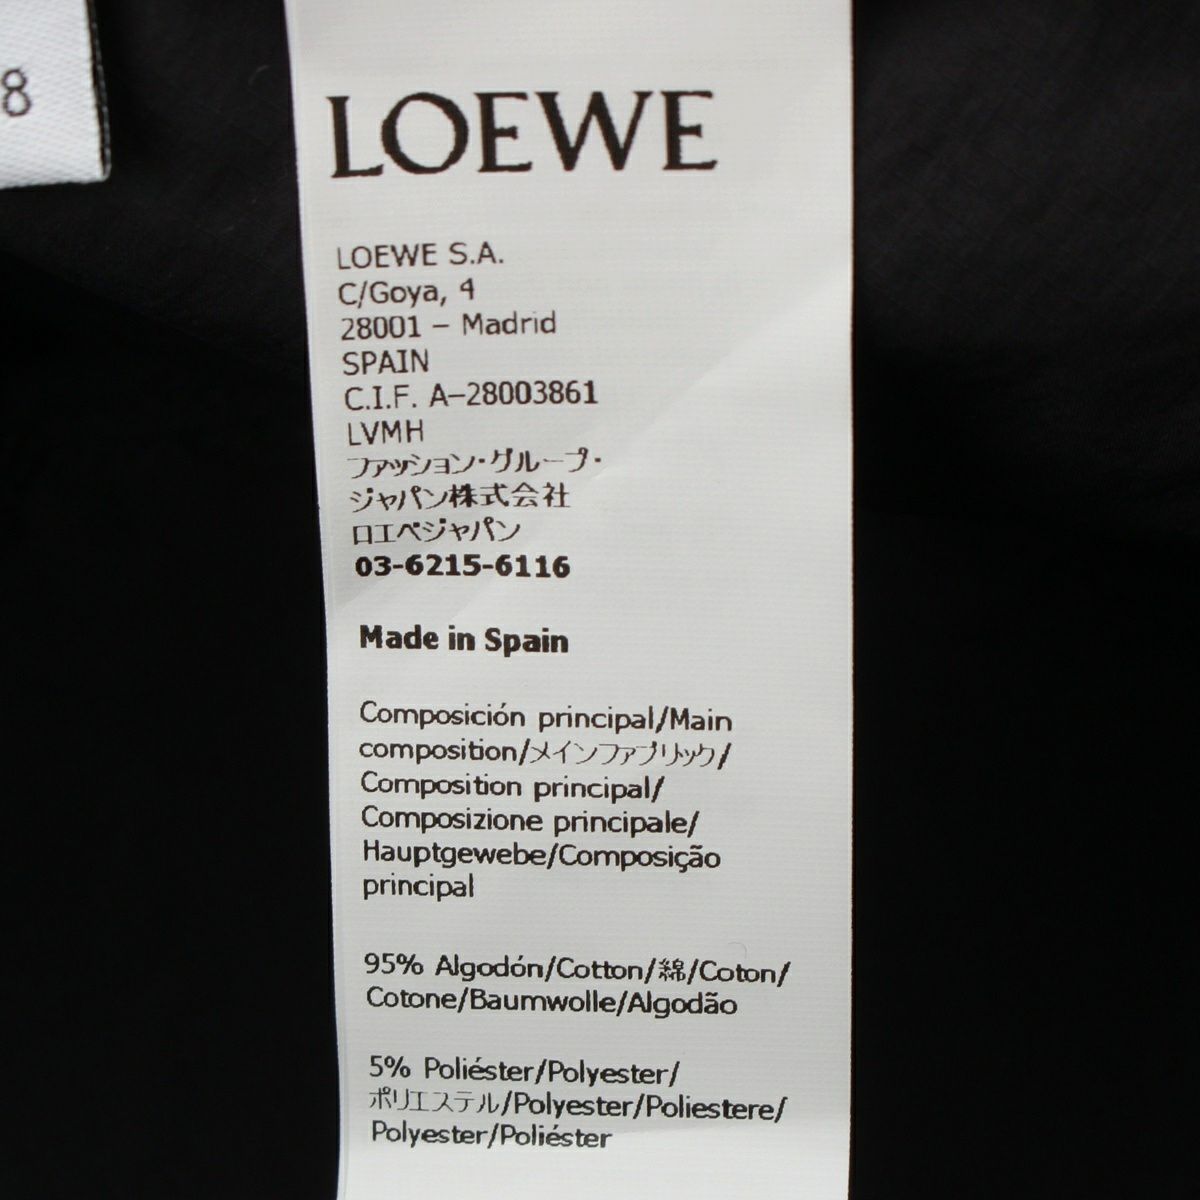 8
LOEWE
LOEWE S.A.
C/Goya, 4
28001 – Madrid
SPAIN
C.I.F. A–28003861
LVMH
ファッション・グループ・
ジャパン株式会社
ロエベジャパン
03-6215-6116
Made in Spain
Composición principal/Main
composition/メインファブリック/
Composition principal/
Composizione principale/
Hauptgewebe/Composição
principal
95% Algodón/Cotton/綿/Coton/
Cotone/Baumwolle/Algodão
5% Poliéster/Polyester/
ポリエステル/Polyester/Poliestere/
Polyester/Poliéster